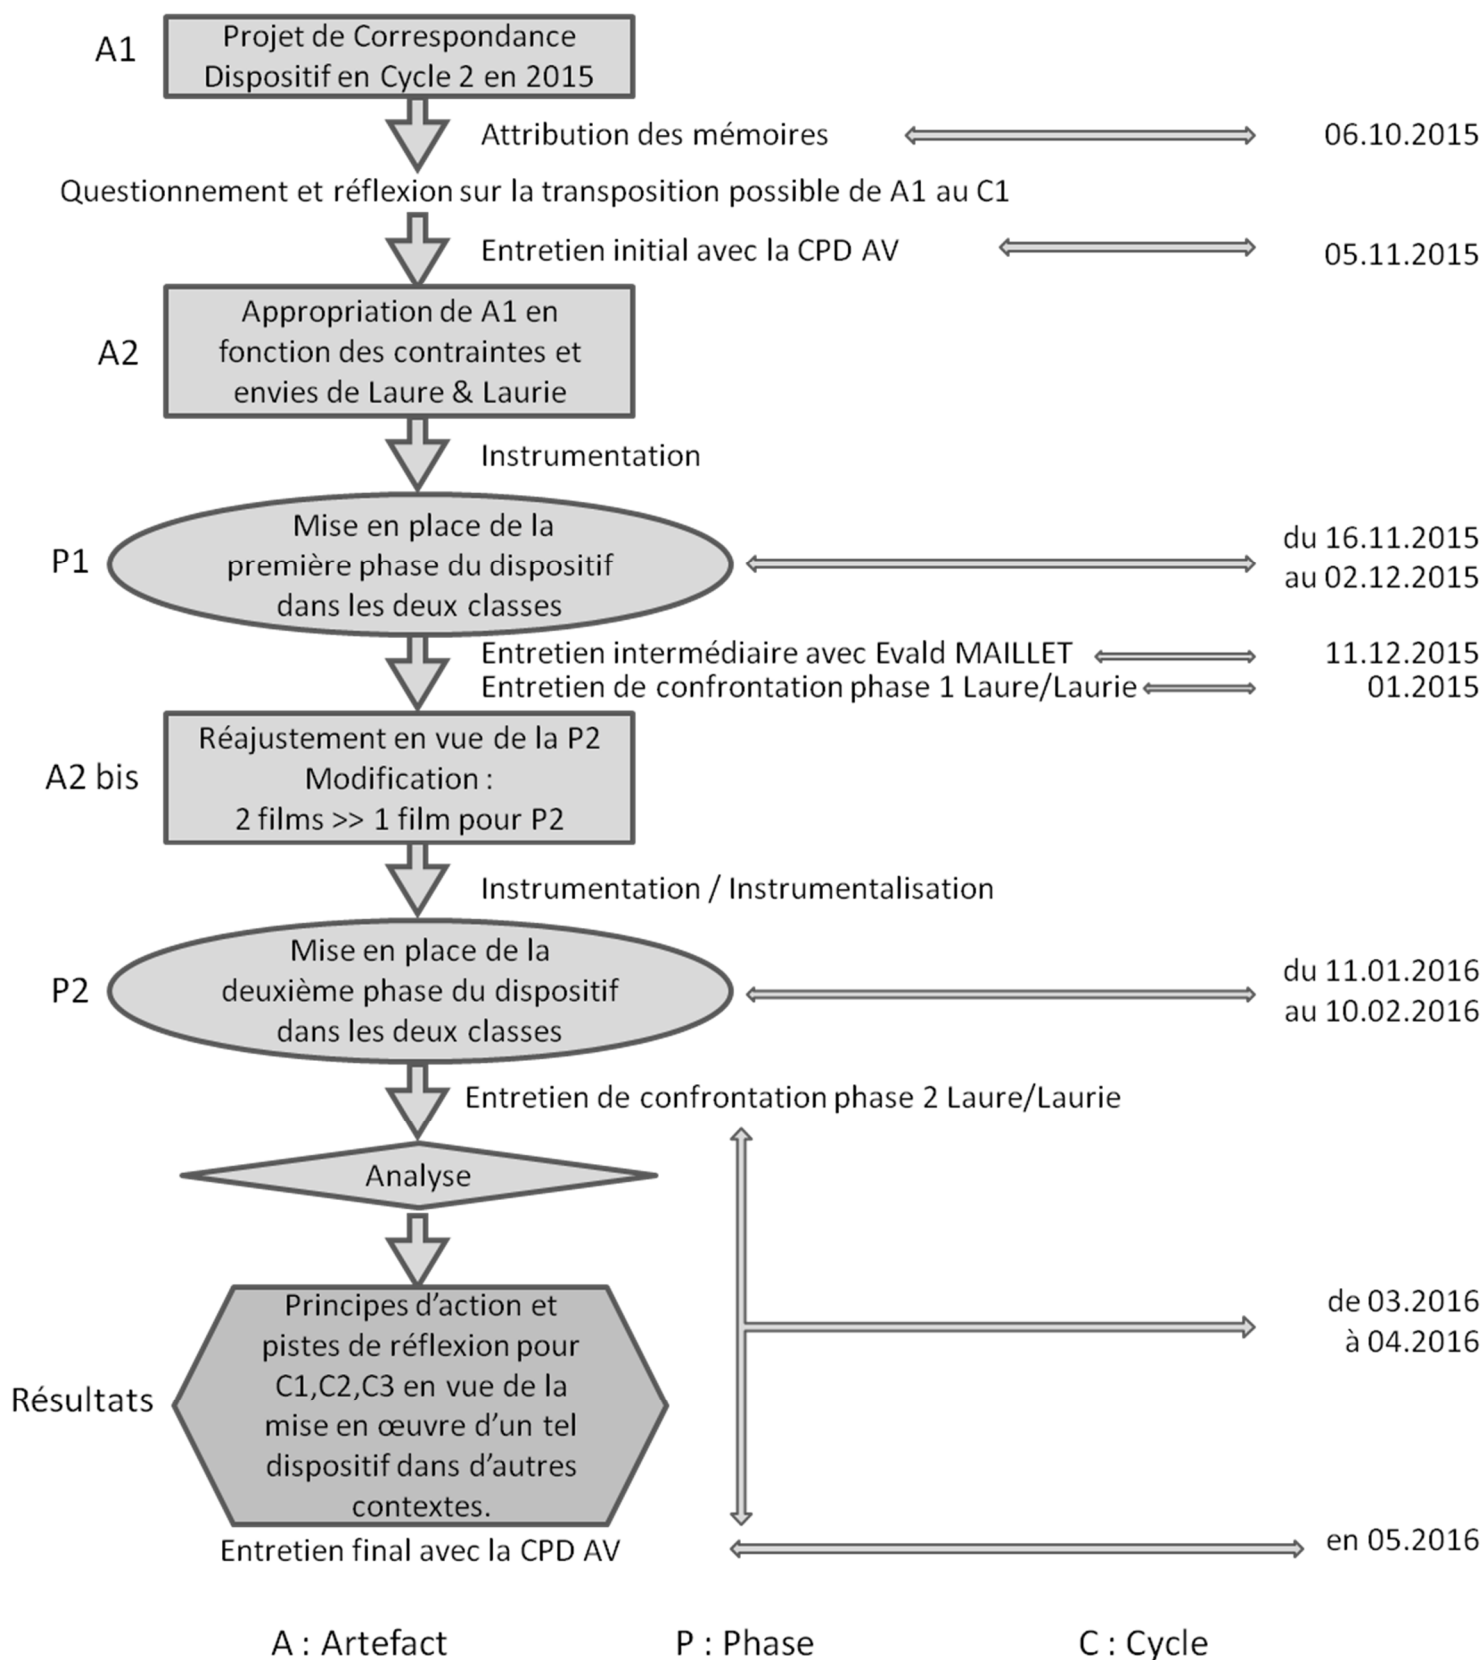 A1
Projet de Correspondance
Dispositif en Cycle 2 en 2015
Attribution des mémoires
06.10.2015
Questionnement et réflexion sur la transposition possible de A1 au C1
Entretien initial avec la CPD AV
05.11.2015
A2
Appropriation de A1 en
fonction des contraintes et
envies de Laure & Laurie
Instrumentation
P1
Mise en place de la
première phase du dispositif
dans les deux classes
du 16.11.2015
au 02.12.2015
Entretien intermédiaire avec Evald MAILLET
11.12.2015
Entretien de confrontation phase 1 Laure/Laurie
01.2015
A2 bis
Réajustement en vue de la P2
Modification :
2 films >> 1 film pour P2
Instrumentation / Instrumentalisation
P2
Mise en place de la
deuxième phase du dispositif
dans les deux classes
du 11.01.2016
au 10.02.2016
Entretien de confrontation phase 2 Laure/Laurie
Analyse
Résultats
Principes d’action et
pistes de réflexion pour
C1,C2,C3 en vue de la
mise en œuvre d’un tel
dispositif dans d’autres
contextes.
de 03.2016
à 04.2016
Entretien final avec la CPD AV
en 05.2016
A : Artefact P : Phase C : Cycle